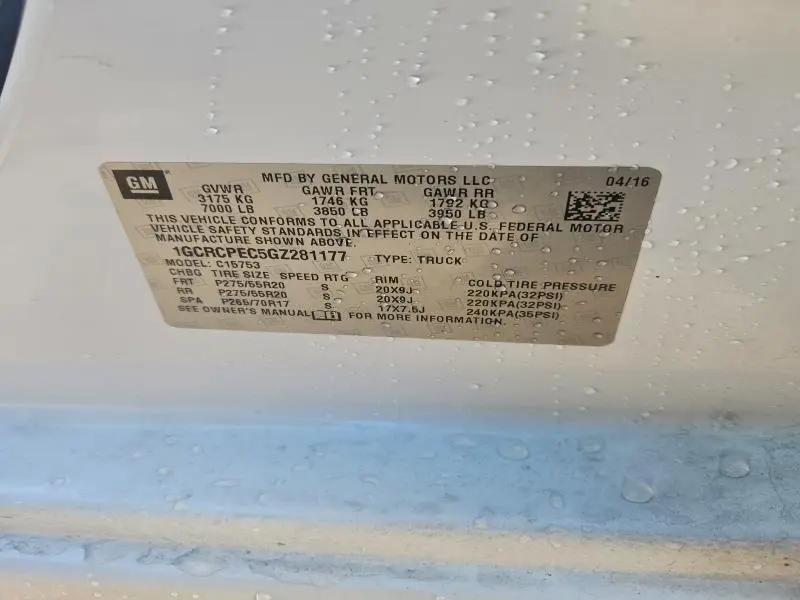 GM
MFD BY GENERAL MOTORS LLC 04/16
GVWR GAWR FRT GAWR RR
3175 KG 1746 KG 1792 KG
7000 LB 3850 LB 3950 LB
THIS VEHICLE CONFORMS TO ALL APPLICABLE U.S. FEDERAL MOTOR
VEHICLE SAFETY STANDARDS IN EFFECT ON THE DATE OF
MANUFACTURE SHOWN ABOVE.
1GCRCPEC5GZ281177 TYPE: TRUCK
MODEL: C15753
CHBG TIRE SIZE SPEED RTG RIM COLD TIRE PRESSURE
FRT P275/55R20 S 20X9J 220KPA(32PSI)
RR P275/55R20 S 20X9J 220KPA(32PSI)
SPA P265/70R17 S 17X7.5J 240KPA(35PSI)
SEE OWNER'S MANUAL FOR MORE INFORMATION.